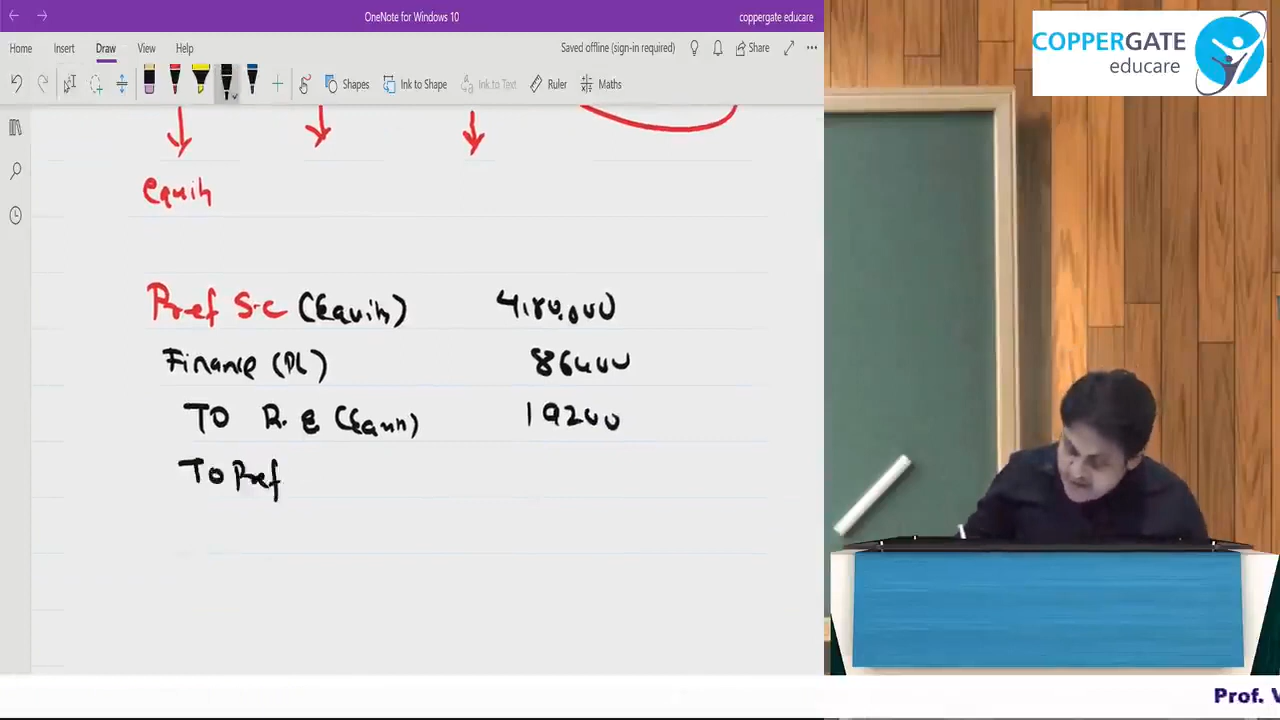 OneNote for Windows 10
coppergate educare
Home Insert Draw View Help
Saved offline (sign-in required)
Share
Shapes
Ink to Shape
Ink to Text
Ruler
Maths
COPPERGATE
educare
Pref S.C (Equity) 4,80,000
Finance (PL) 86400
TO R.E (Equity) 19200
TO Pref
Prof. V